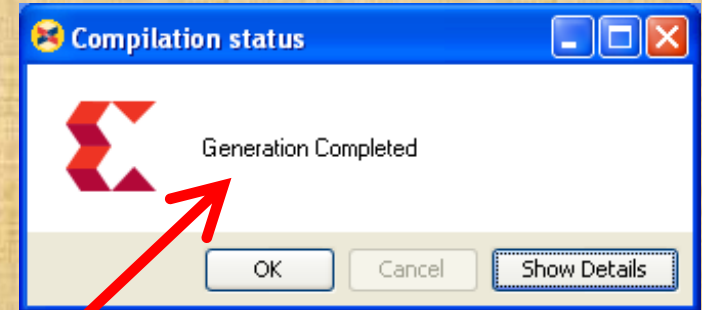 Compilation status
Generation Completed
OK Cancel Show Details